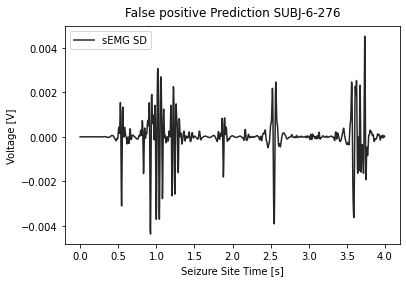 False positive Prediction SUBJ-6-276
sEMG SD
0.004
0.002
0.000
−0.002
−0.004
Voltage [V]
0.0 0.5 1.0 1.5 2.0 2.5 3.0 3.5 4.0
Seizure Site Time [s]